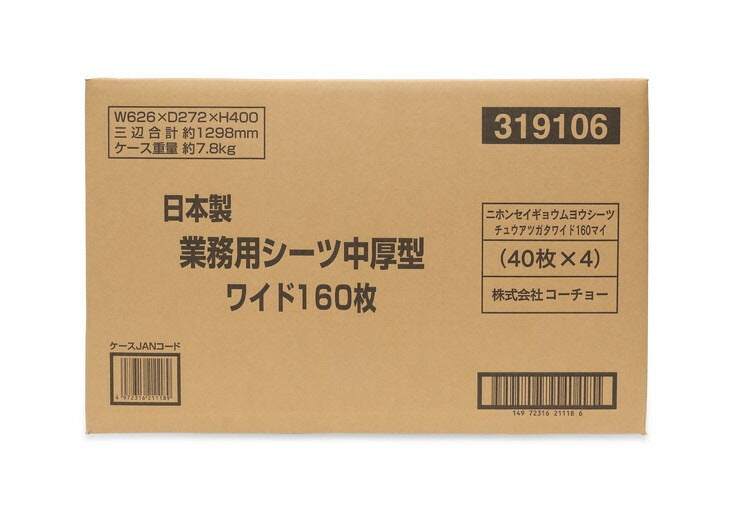 W626×D272×H400
三辺合計 約1298mm
ケース重量 約7.8kg
319106
日本製
業務用シーツ中厚型
ワイド160枚
ニホンセイギョウムヨウシーツ
チュウアツガタワイド160マイ
(40枚×4)
株式会社 コーチョー
ケースJANコード
4 972316 211189
149 72316 21118 6